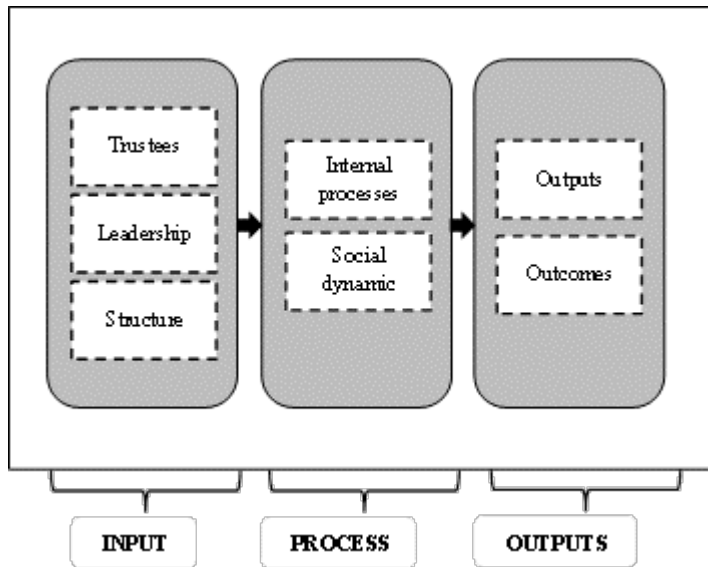 Trustees
Leadership
Structure
Internal
processes
Social
dynamic
Outputs
Outcomes
INPUT
PROCESS
OUTPUTS